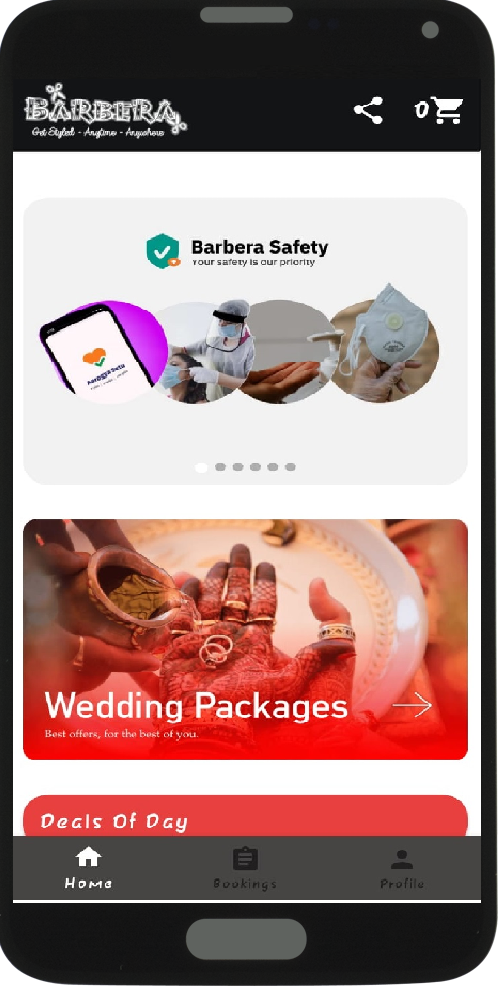 BARBERA
Get Styled - Anytime - Anywhere
0
Barbera Safety
Your safety is our priority
Barbera Setu
Wedding Packages
Best offers, for the best of you.
Deals Of Day
Home
Bookings
Profile